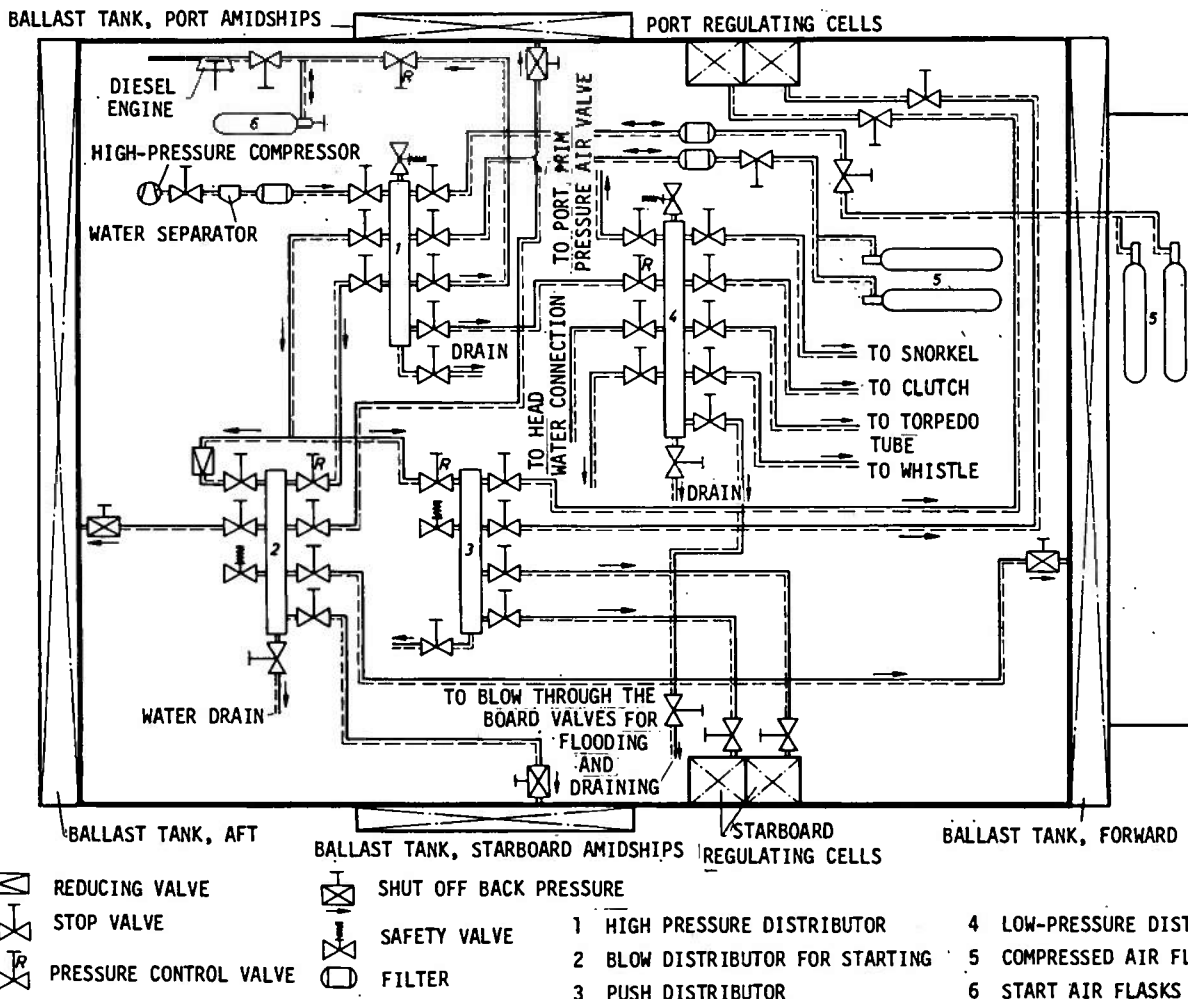 BALLAST TANK, PORT AMIDSHIPS
PORT REGULATING CELLS
DIESEL
ENGINE
R
6
HIGH-PRESSURE COMPRESSOR
WATER SEPARATOR
1
TO PORT PRIM
PRESSURE AIR VALVE
R
4
5
5
DRAIN
TO SNORKEL
TO CLUTCH
TO TORPEDO
TUBE
TO WHISTLE
TO HEAD
WATER CONNECTION
DRAIN
R
R
2
3
WATER DRAIN
TO BLOW THROUGH THE
BOARD VALVES FOR
FLOODING
AND
DRAINING
BALLAST TANK, AFT
BALLAST TANK, STARBOARD AMIDSHIPS
STARBOARD
REGULATING CELLS
BALLAST TANK, FORWARD
REDUCING VALVE
STOP VALVE
R
PRESSURE CONTROL VALVE
SHUT OFF BACK PRESSURE
SAFETY VALVE
FILTER
1 HIGH PRESSURE DISTRIBUTOR
2 BLOW DISTRIBUTOR FOR STARTING
3 PUSH DISTRIBUTOR
4 LOW-PRESSURE DIST
5 COMPRESSED AIR FL
6 START AIR FLASKS